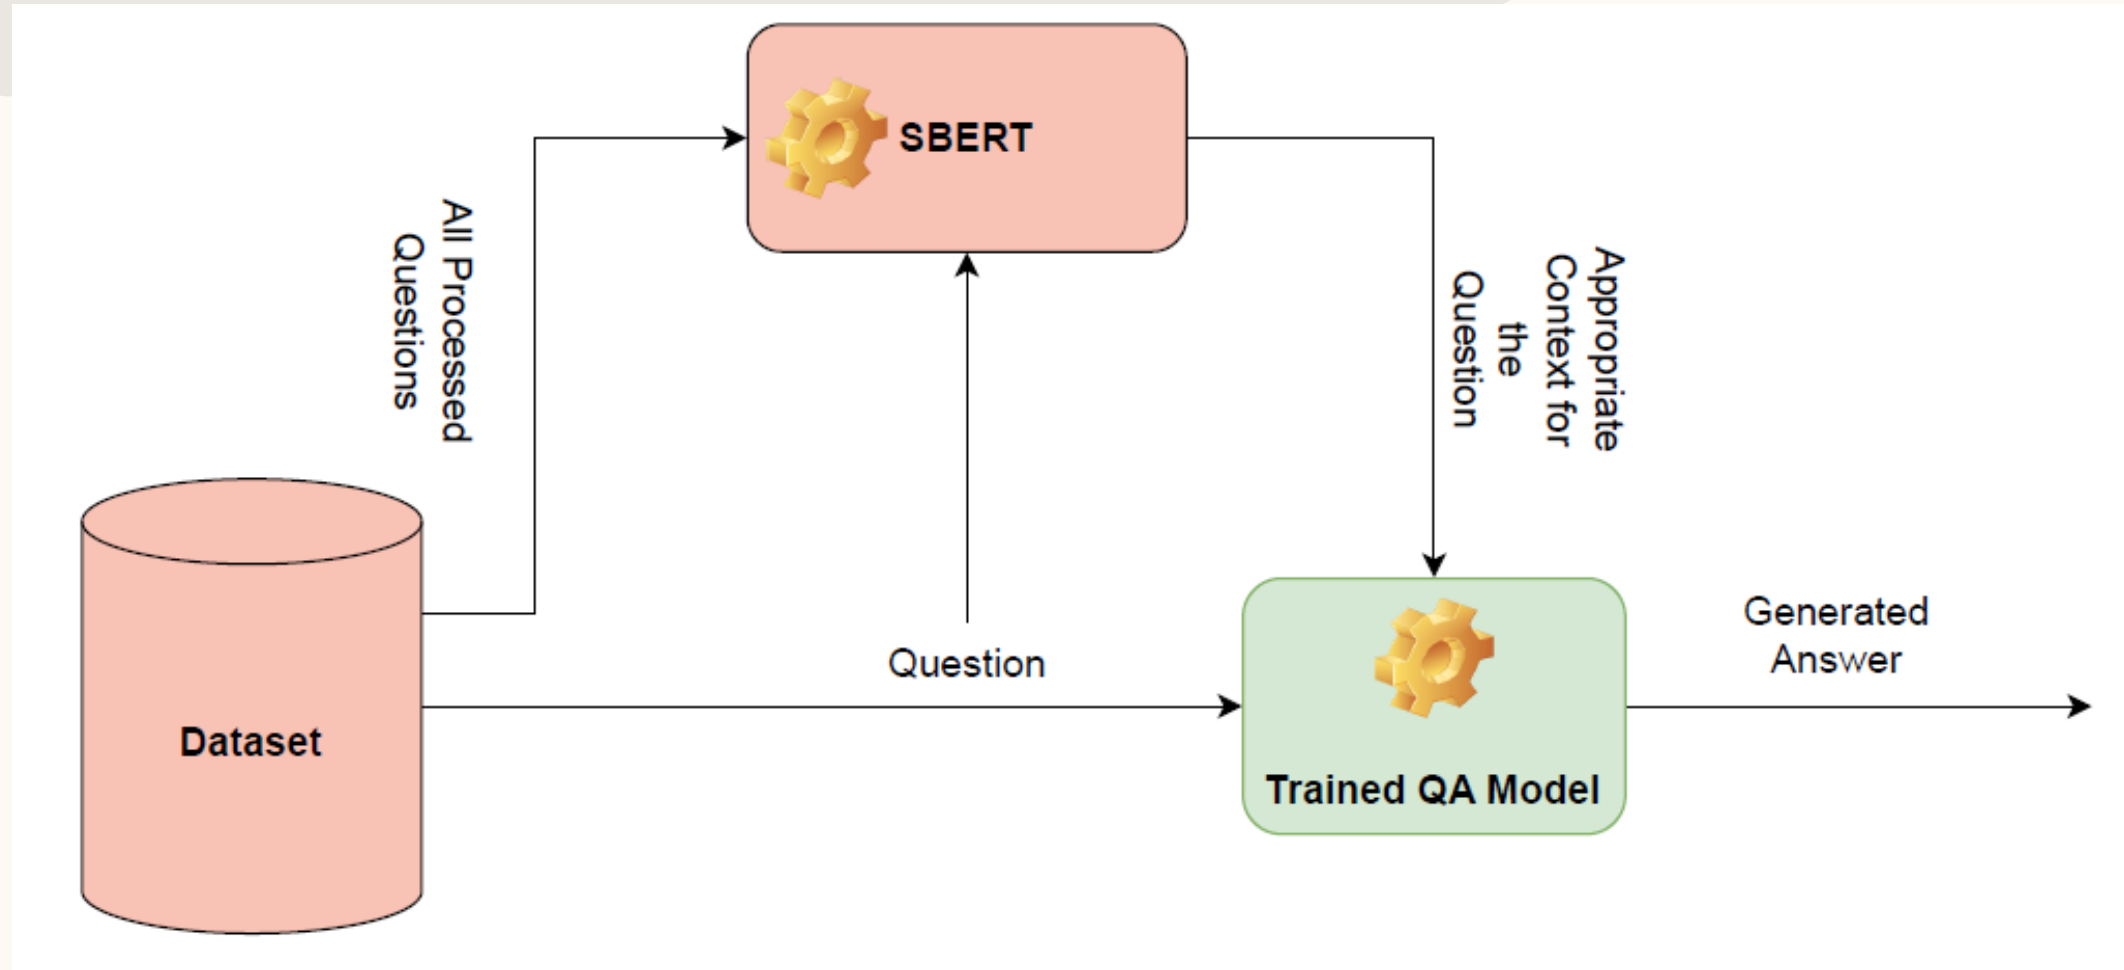 SBERT
All Processed
Questions
Appropriate
Context for
the
Question
Question
Generated
Answer
Dataset
Trained QA Model